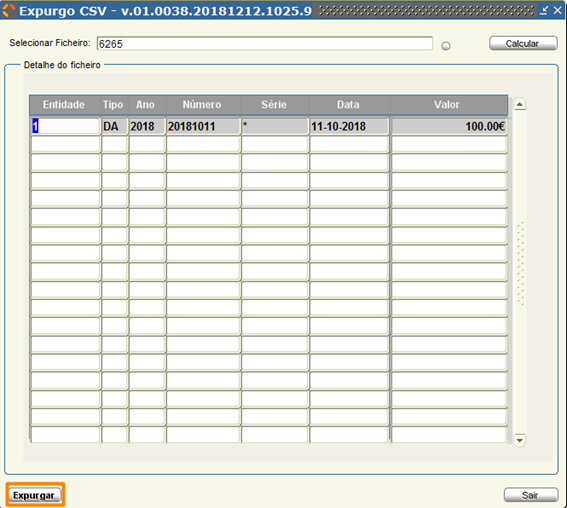 Expurgo CSV - v.01.0038.20181212.1025.9
Selecionar Ficheiro: 6265 Calcular
Detalhe do ficheiro
Entidade Tipo Ano Número Série Data Valor
1 DA 2018 20181011 * 11-10-2018 100.00€
Expurgar Sair